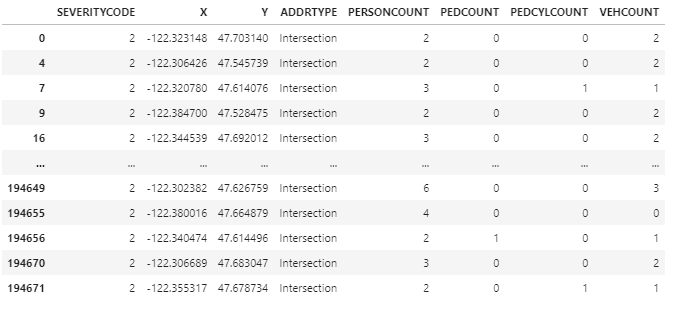 SEVERITYCODE X Y ADDRTYPE PERSONCOUNT PEDCOUNT PEDCYLCOUNT VEHCOUNT
0 2 -122.323148 47.703140 Intersection 2 0 0 2
4 2 -122.306426 47.545739 Intersection 2 0 0 2
7 2 -122.320780 47.614076 Intersection 3 0 1 1
9 2 -122.384700 47.528475 Intersection 2 0 0 2
16 2 -122.344539 47.692012 Intersection 3 0 0 2
... ... ... ... ... ... ... ... ...
194649 2 -122.302382 47.626759 Intersection 6 0 0 3
194655 2 -122.380016 47.664879 Intersection 4 0 0 0
194656 2 -122.340474 47.614496 Intersection 2 1 0 1
194670 2 -122.306689 47.683047 Intersection 3 0 0 2
194671 2 -122.355317 47.678734 Intersection 2 0 1 1